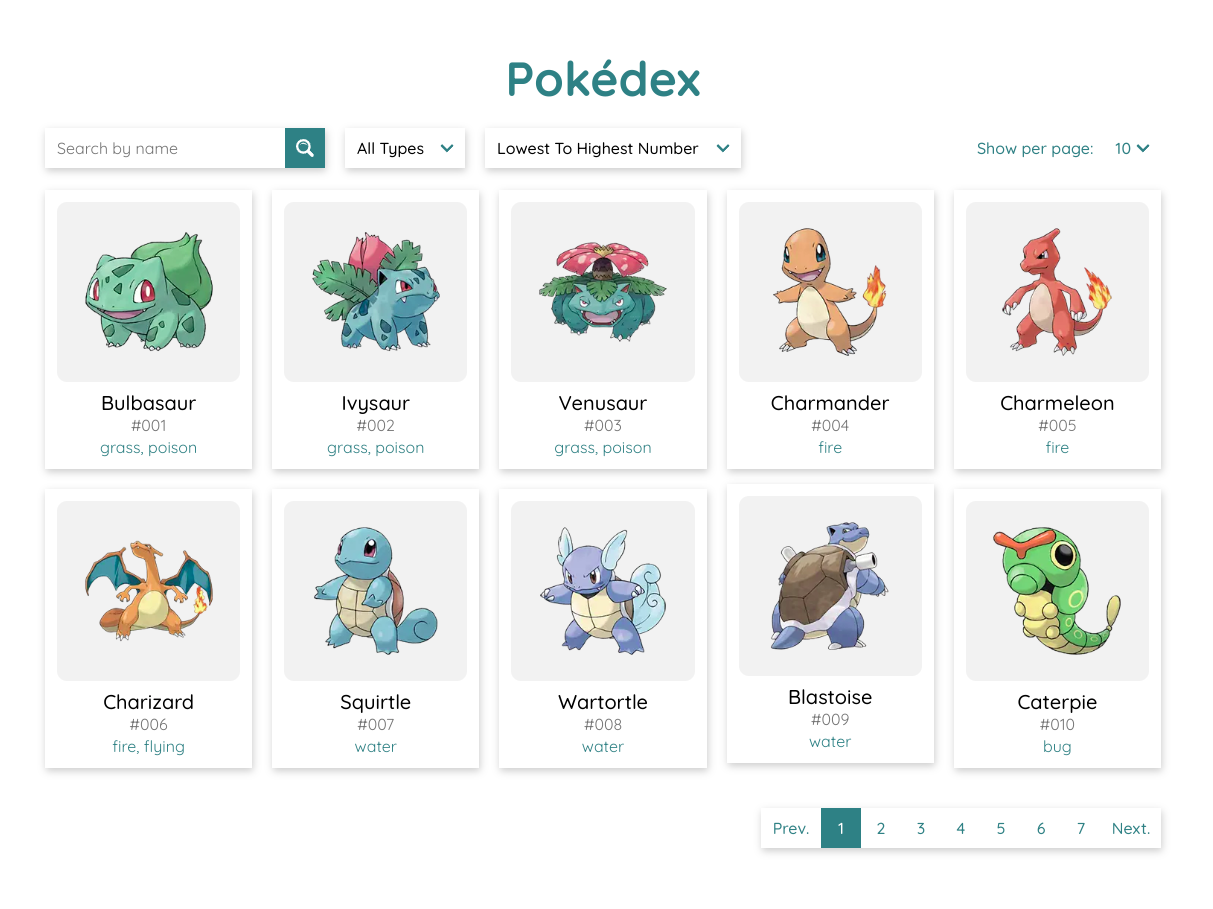 Pokédex
Search by name
All Types
Lowest To Highest Number
Show per page: 10
Bulbasaur
#001
grass, poison
Ivysaur
#002
grass, poison
Venusaur
#003
grass, poison
Charmander
#004
fire
Charmeleon
#005
fire
Charizard
#006
fire, flying
Squirtle
#007
water
Wartortle
#008
water
Blastoise
#009
water
Caterpie
#010
bug
Prev. 1 2 3 4 5 6 7 Next.